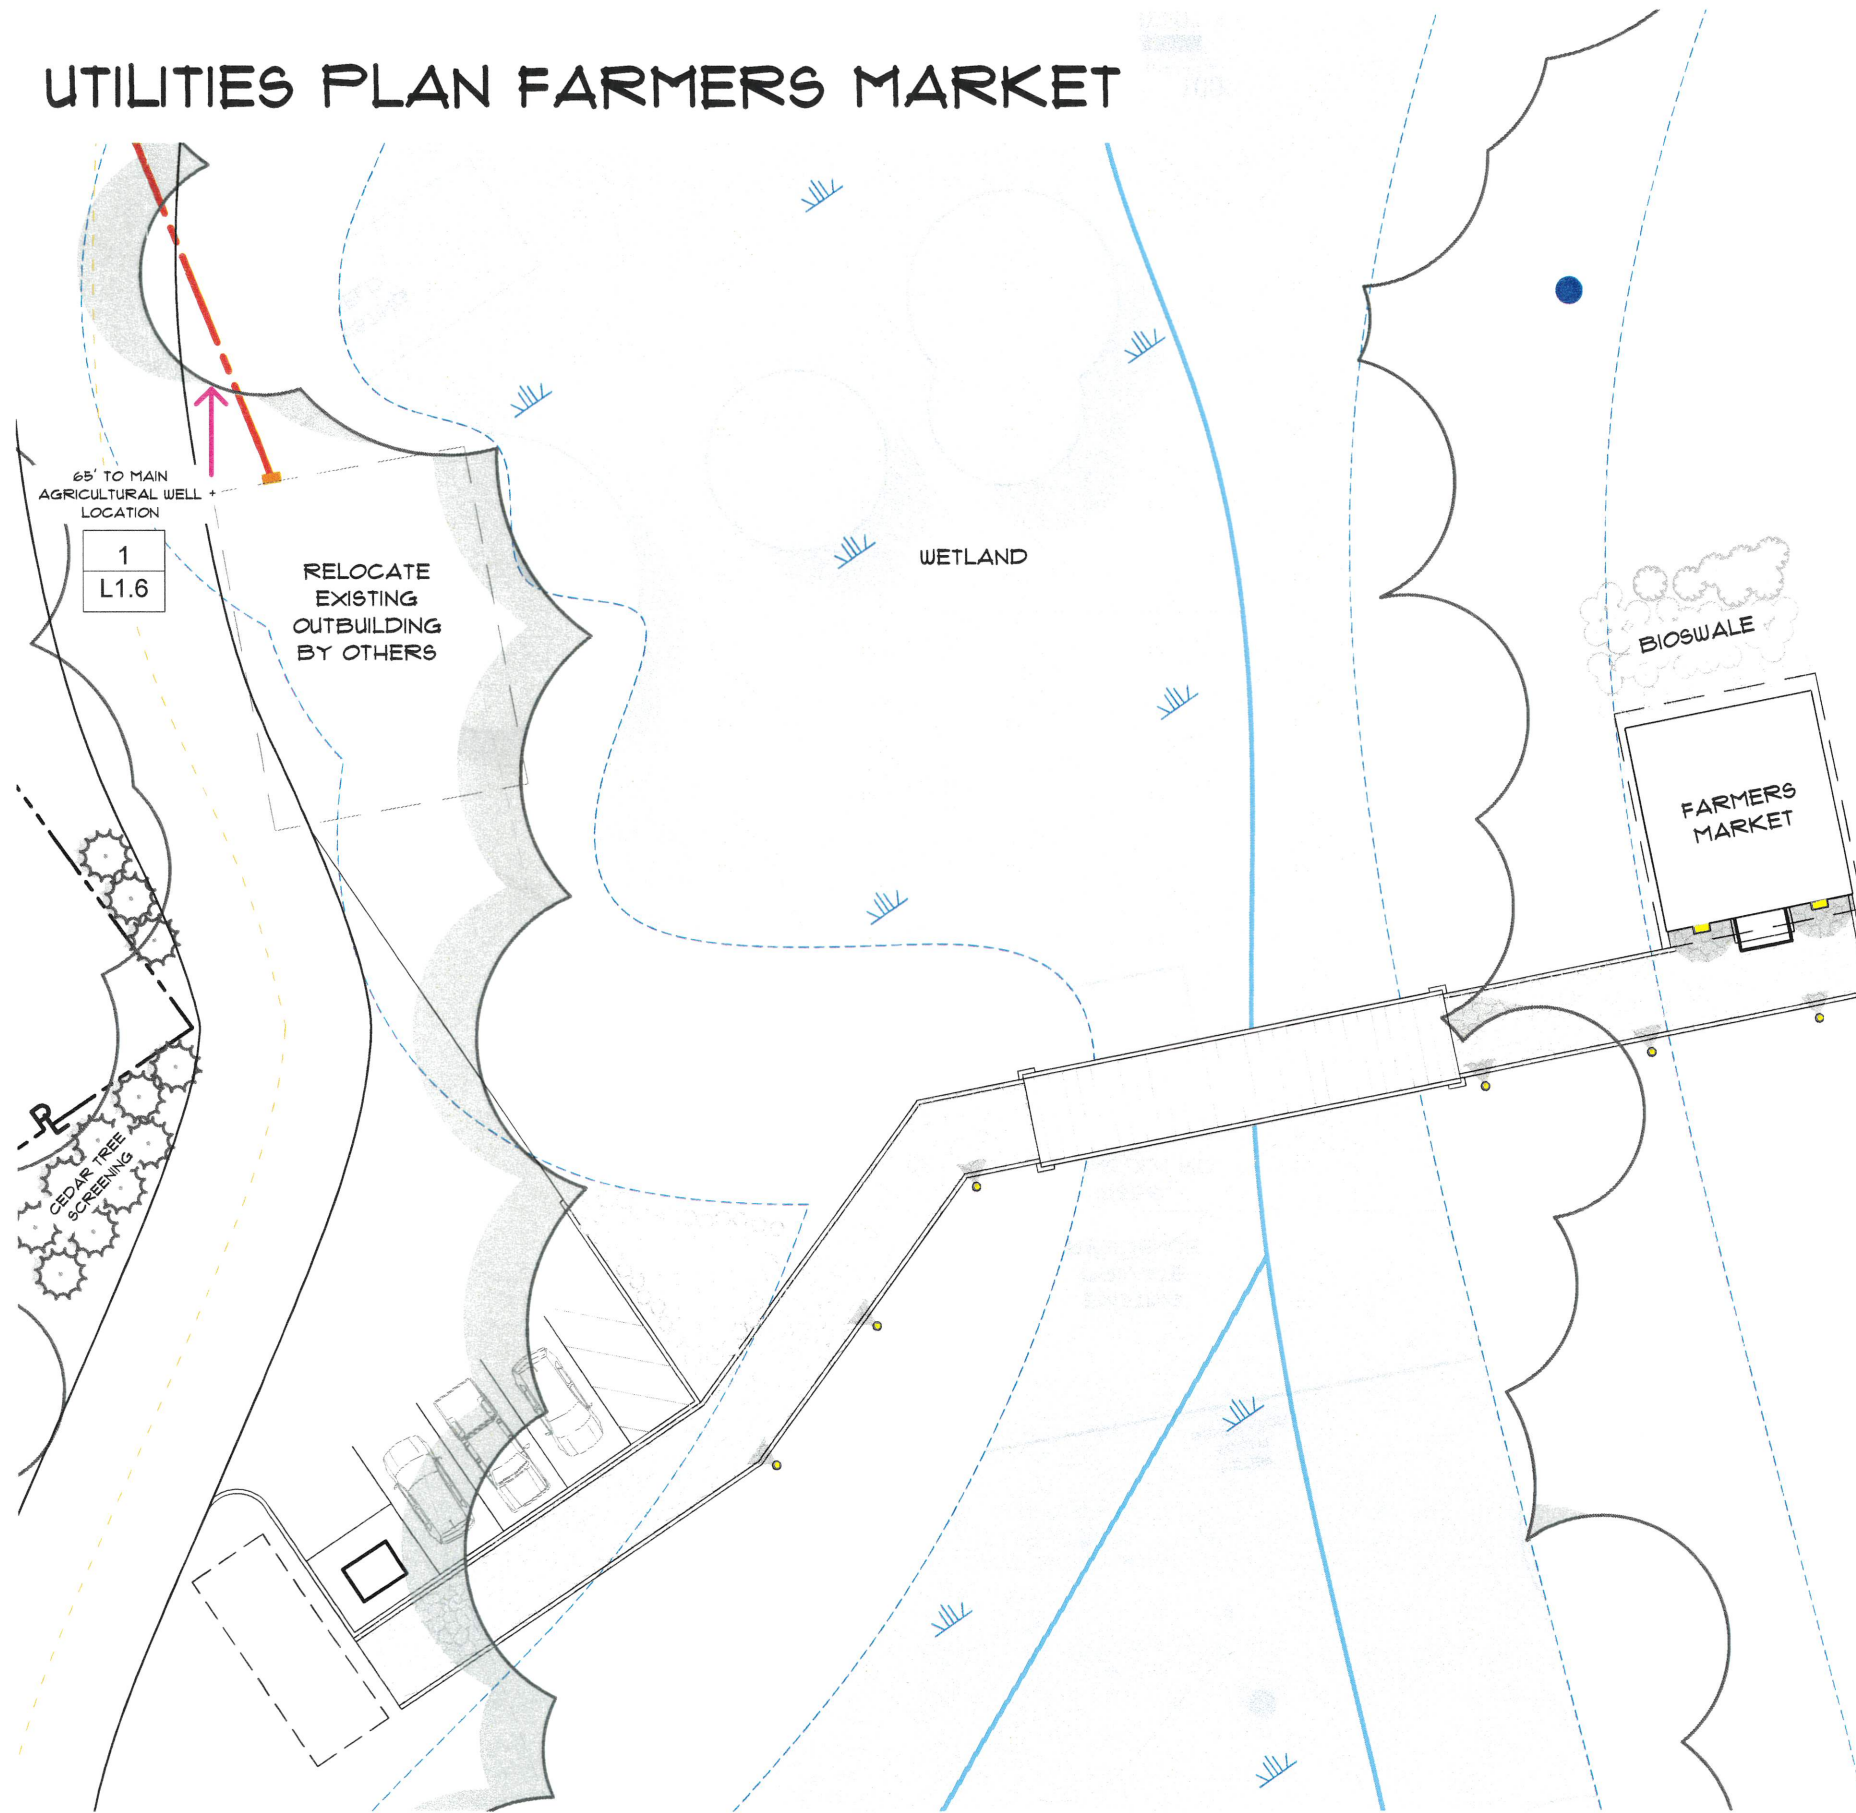 UTILITIES PLAN FARMERS MARKET
65' TO MAIN
AGRICULTURAL WELL +
LOCATION
1
L1.6
RELOCATE
EXISTING
OUTBUILDING
BY OTHERS
WETLAND
BIOSWALE
FARMERS
MARKET
PL
CEDAR TREE
SCREENING